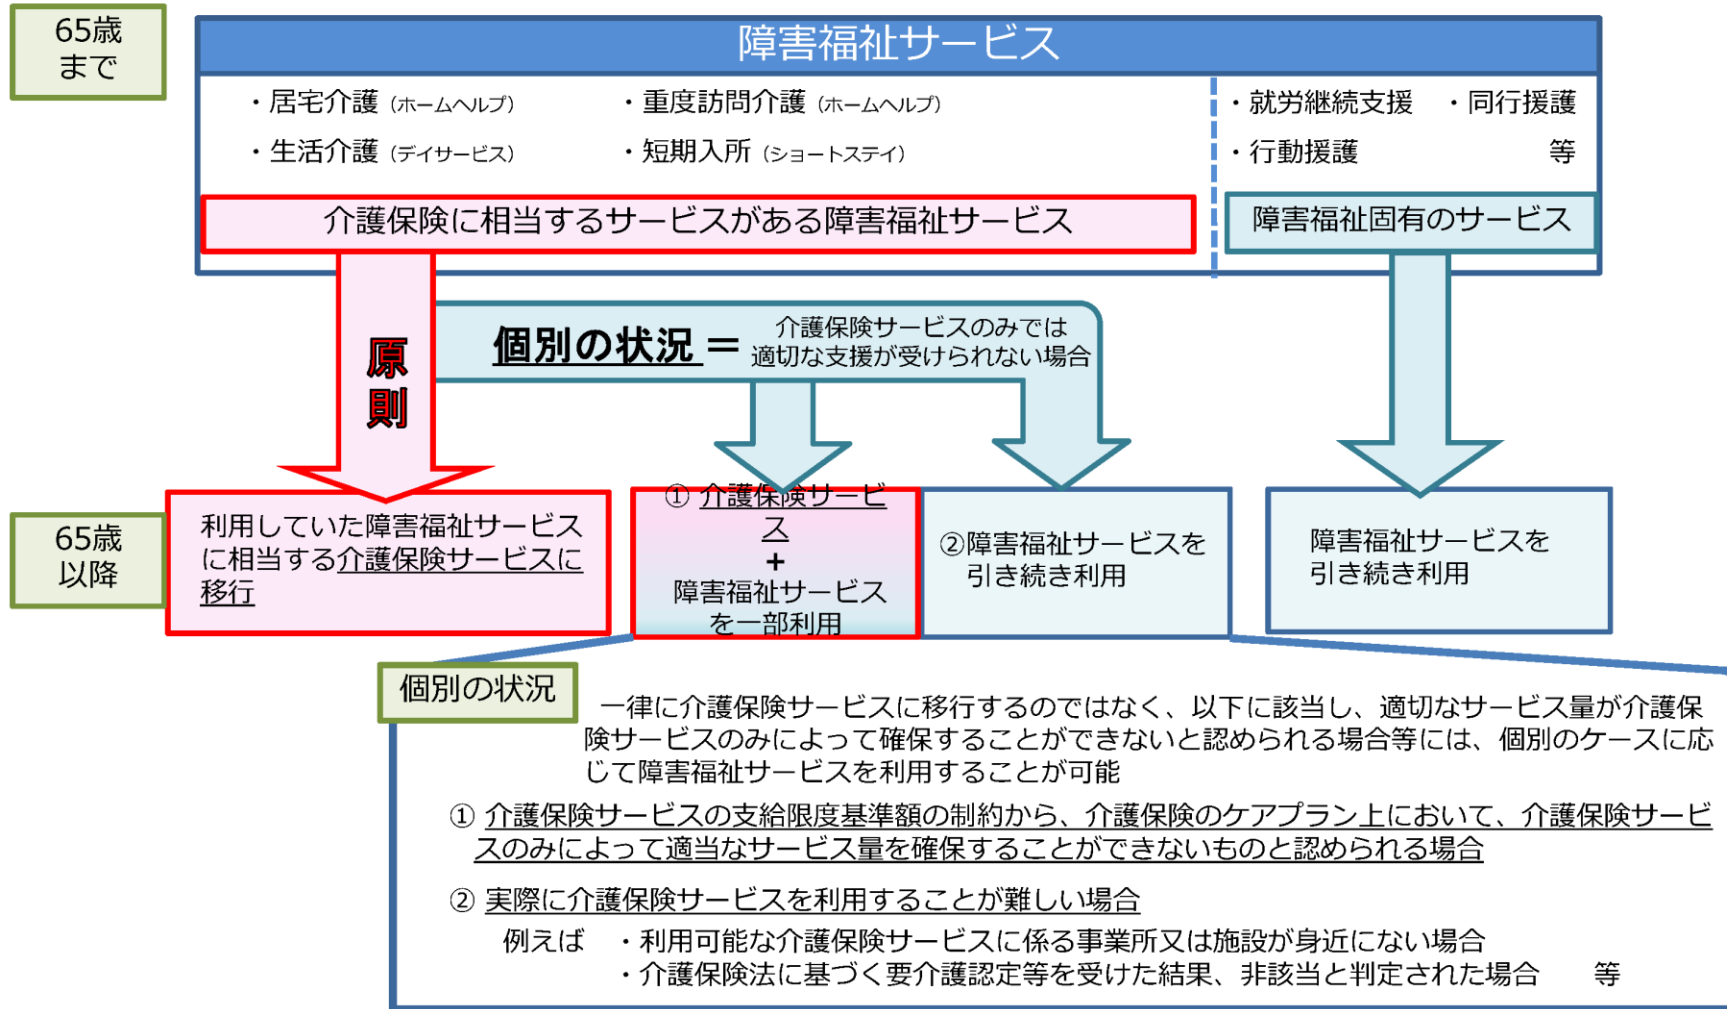 65歳
まで
障害福祉サービス
・居宅介護（ホームヘルプ）
・重度訪問介護（ホームヘルプ）
・生活介護（デイサービス）
・短期入所（ショートステイ）
・就労継続支援　・同行援護
・行動援護　等
介護保険に相当するサービスがある障害福祉サービス
障害福祉固有のサービス
原
則
個別の状況＝
介護保険サービスのみでは
適切な支援が受けられない場合
65歳
以降
利用していた障害福祉サービス
に相当する介護保険サービスに
移行
① 介護保険サービ
ス
+
障害福祉サービス
を一部利用
②障害福祉サービスを
引き続き利用
障害福祉サービスを
引き続き利用
個別の状況
一律に介護保険サービスに移行するのではなく、以下に該当し、適切なサービス量が介護保
険サービスのみによって確保することができないと認められる場合等には、個別のケースに応
じて障害福祉サービスを利用することが可能
① 介護保険サービスの支給限度基準額の制約から、介護保険のケアプラン上において、介護保険サービ
スのみによって適当なサービス量を確保することができないものと認められる場合
② 実際に介護保険サービスを利用することが難しい場合
例えば　・利用可能な介護保険サービスに係る事業所又は施設が身近にない場合
・介護保険法に基づく要介護認定等を受けた結果、非該当と判定された場合　等